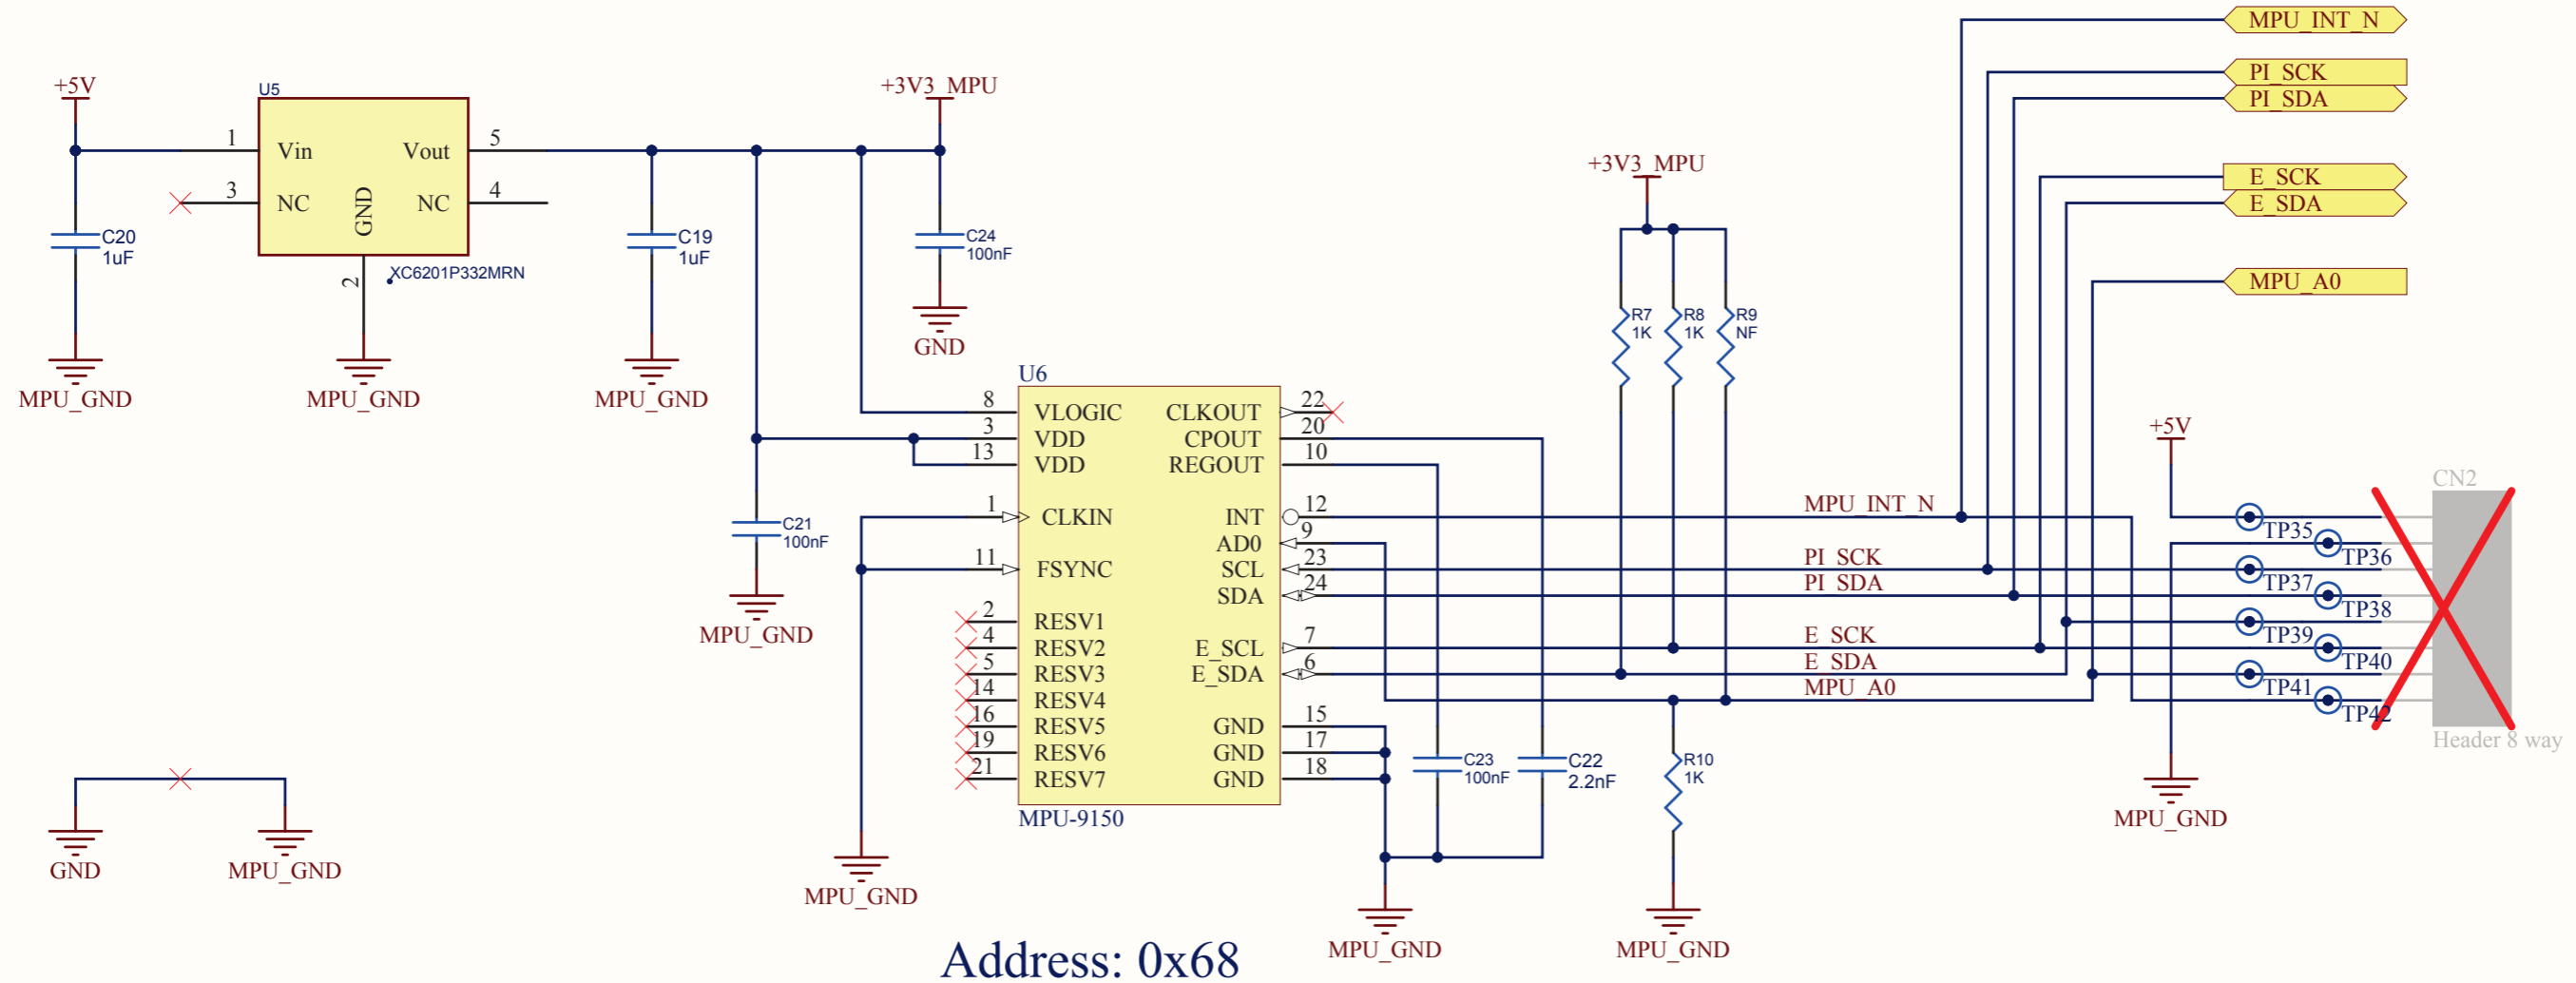 MPU_INT_N
PI_SCK
PI_SDA
E_SCK
E_SDA
MPU_A0
+5V
U5
1
Vin
Vout
5
3
NC
GND
NC
4
2
XC6201P332MRN
C20
1uF
MPU_GND
MPU_GND
C19
1uF
MPU_GND
+3V3_MPU
C24
100nF
GND
C21
100nF
MPU_GND
U6
8
VLOGIC
CLKOUT
22
3
VDD
CPOUT
20
13
VDD
REGOUT
10
1
CLKIN
INT
12
AD0
9
11
FSYNC
SCL
23
SDA
24
2
RESV1
4
RESV2
E_SCL
7
5
RESV3
E_SDA
6
14
RESV4
16
RESV5
GND
15
19
RESV6
GND
17
21
RESV7
GND
18
MPU-9150
MPU_GND
+3V3_MPU
R7
1K
R8
1K
R9
NF
MPU_INT_N
PI_SCK
PI_SDA
E_SCK
E_SDA
MPU_A0
C23
100nF
C22
2.2nF
R10
1K
MPU_GND
MPU_GND
+5V
CN2
TP35
TP36
TP37
TP38
TP39
TP40
TP41
TP42
Header 8 way
MPU_GND
GND
MPU_GND
Address: 0x68